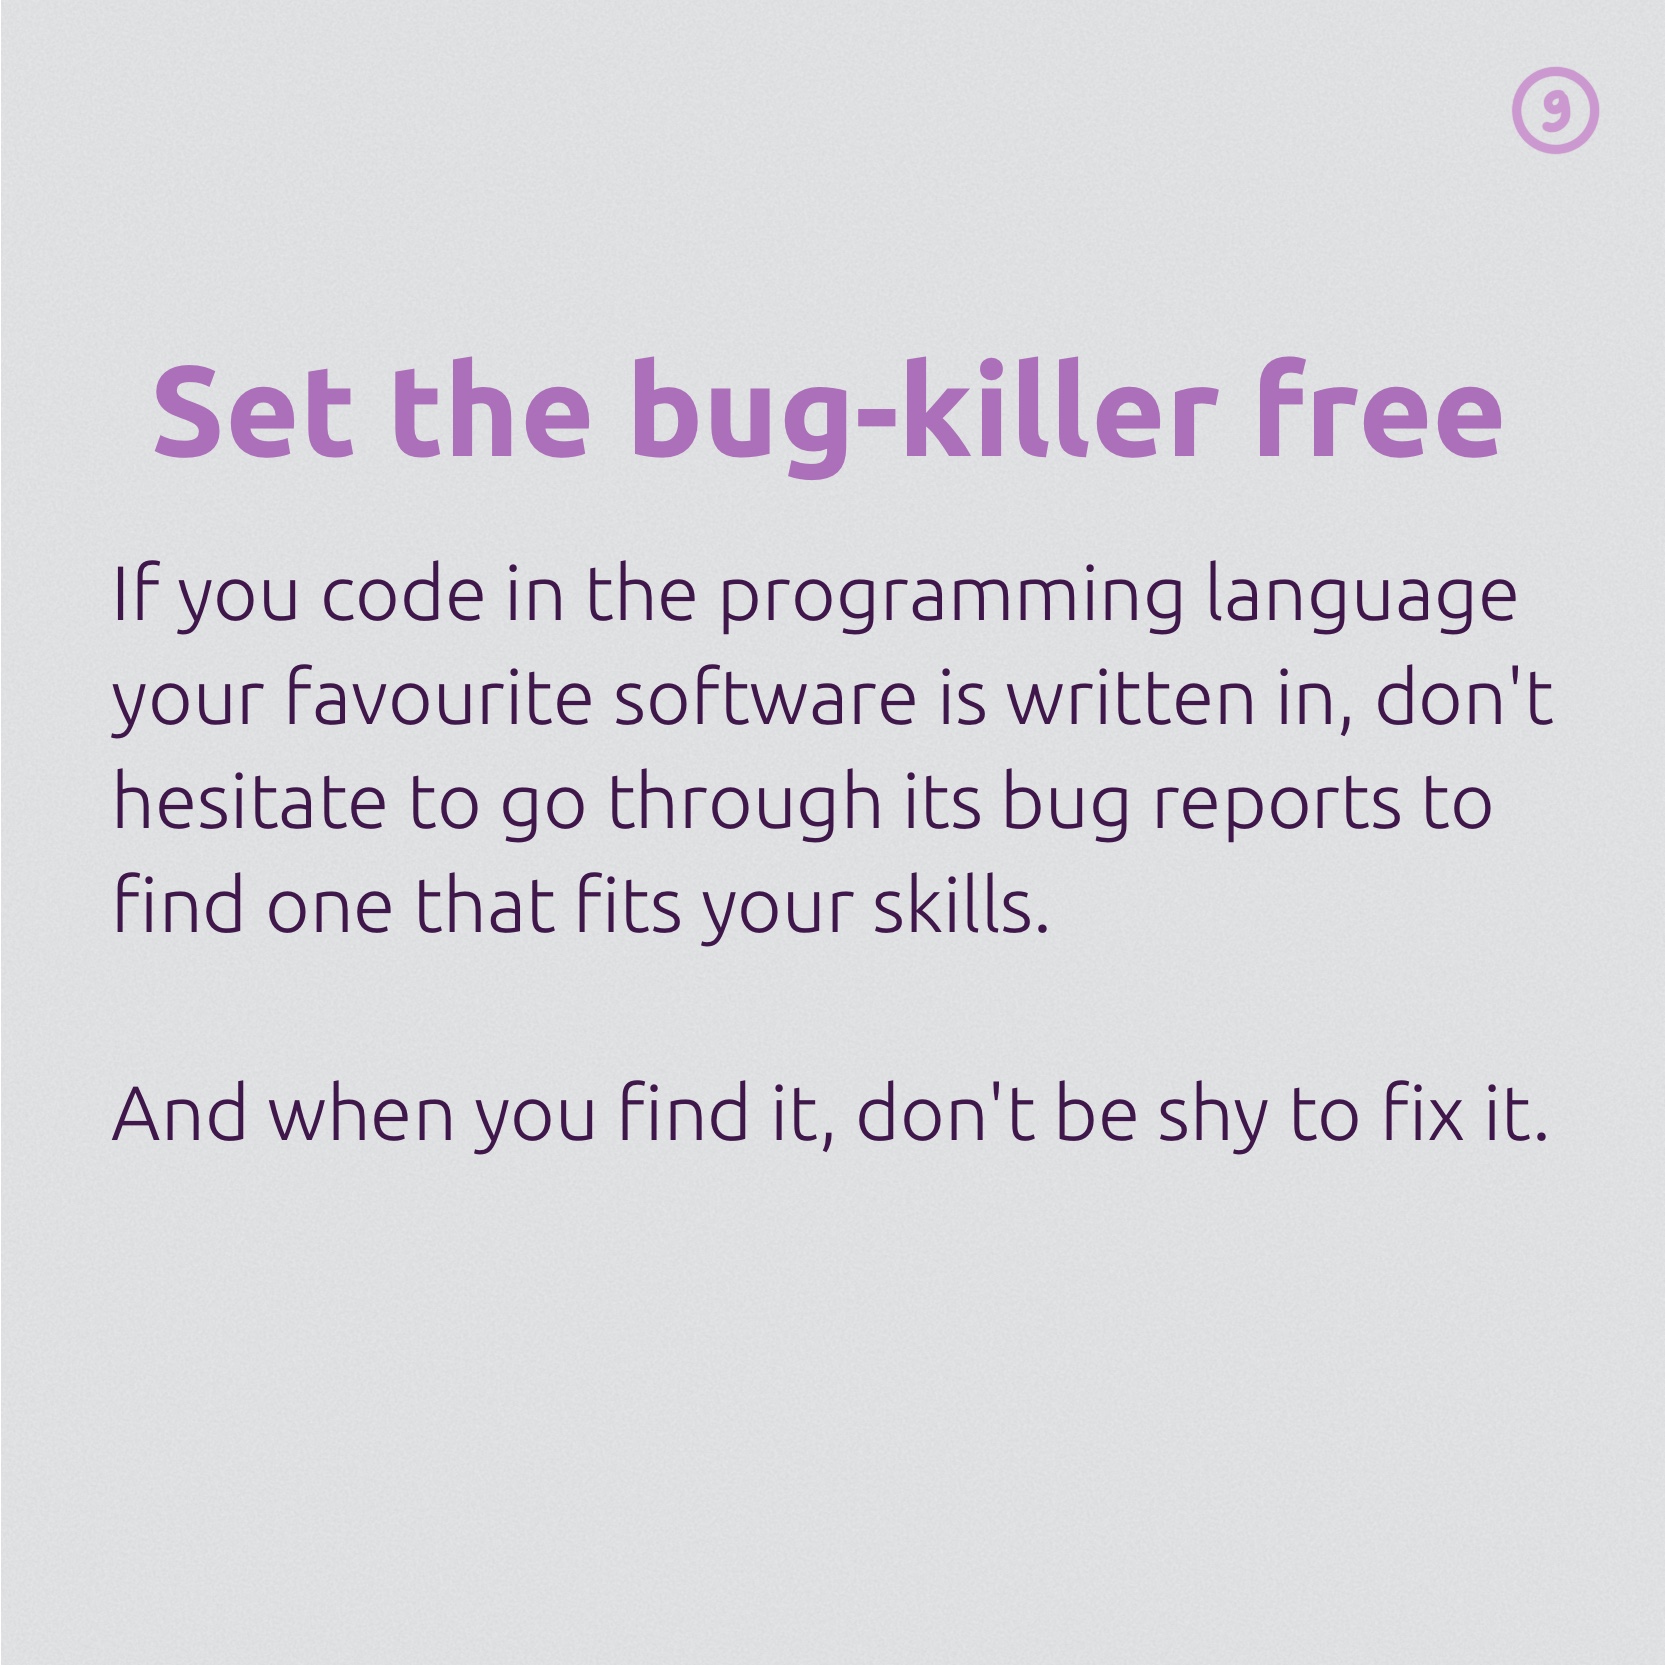 9
Set the bug-killer free
If you code in the programming language
your favourite software is written in, don't
hesitate to go through its bug reports to
find one that fits your skills.
And when you find it, don't be shy to fix it.